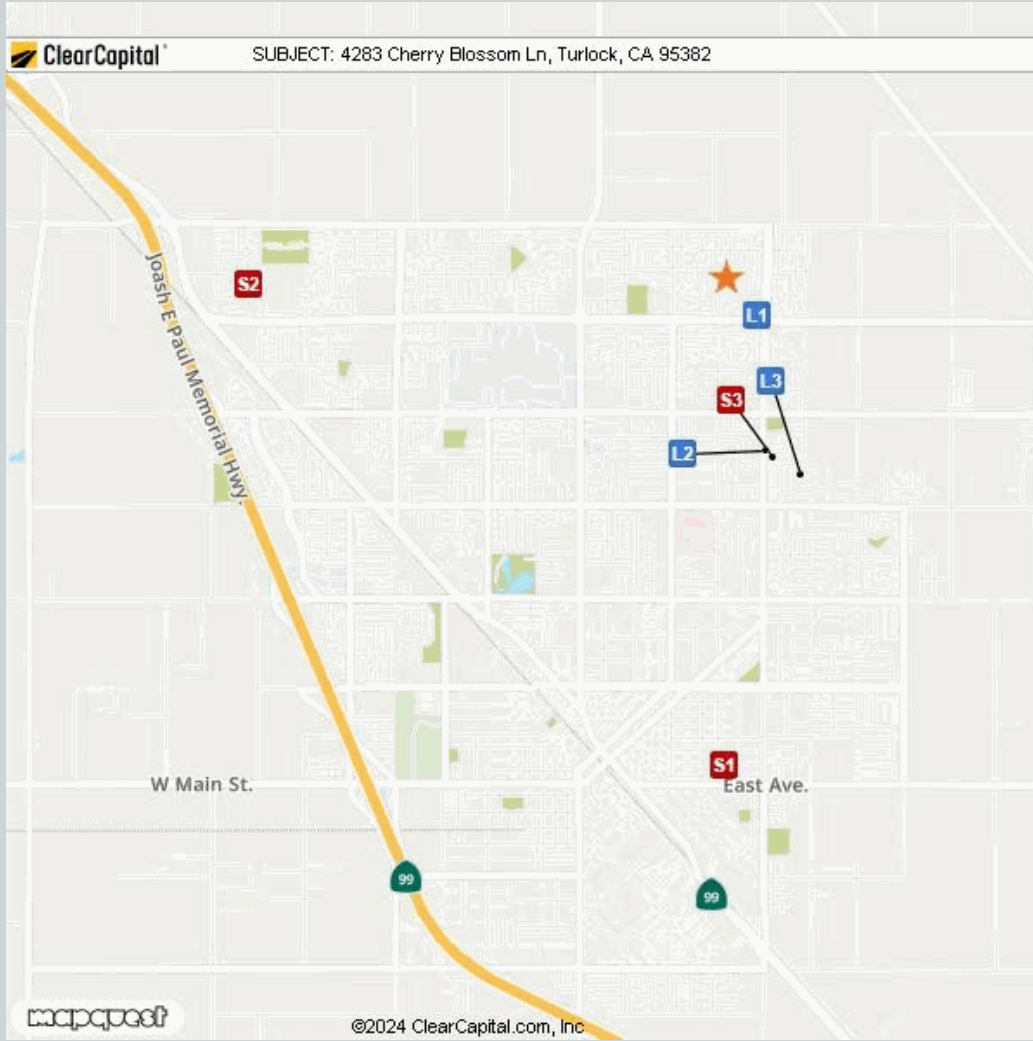 ClearCapital
SUBJECT: 4283 Cherry Blossom Ln, Turlock, CA 95382
S2
L1
L3
S3
L2
Joash E Paul Memorial Hwy.
S1
W Main St.
East Ave.
99
99
mapquest
©2024 ClearCapital.com, Inc